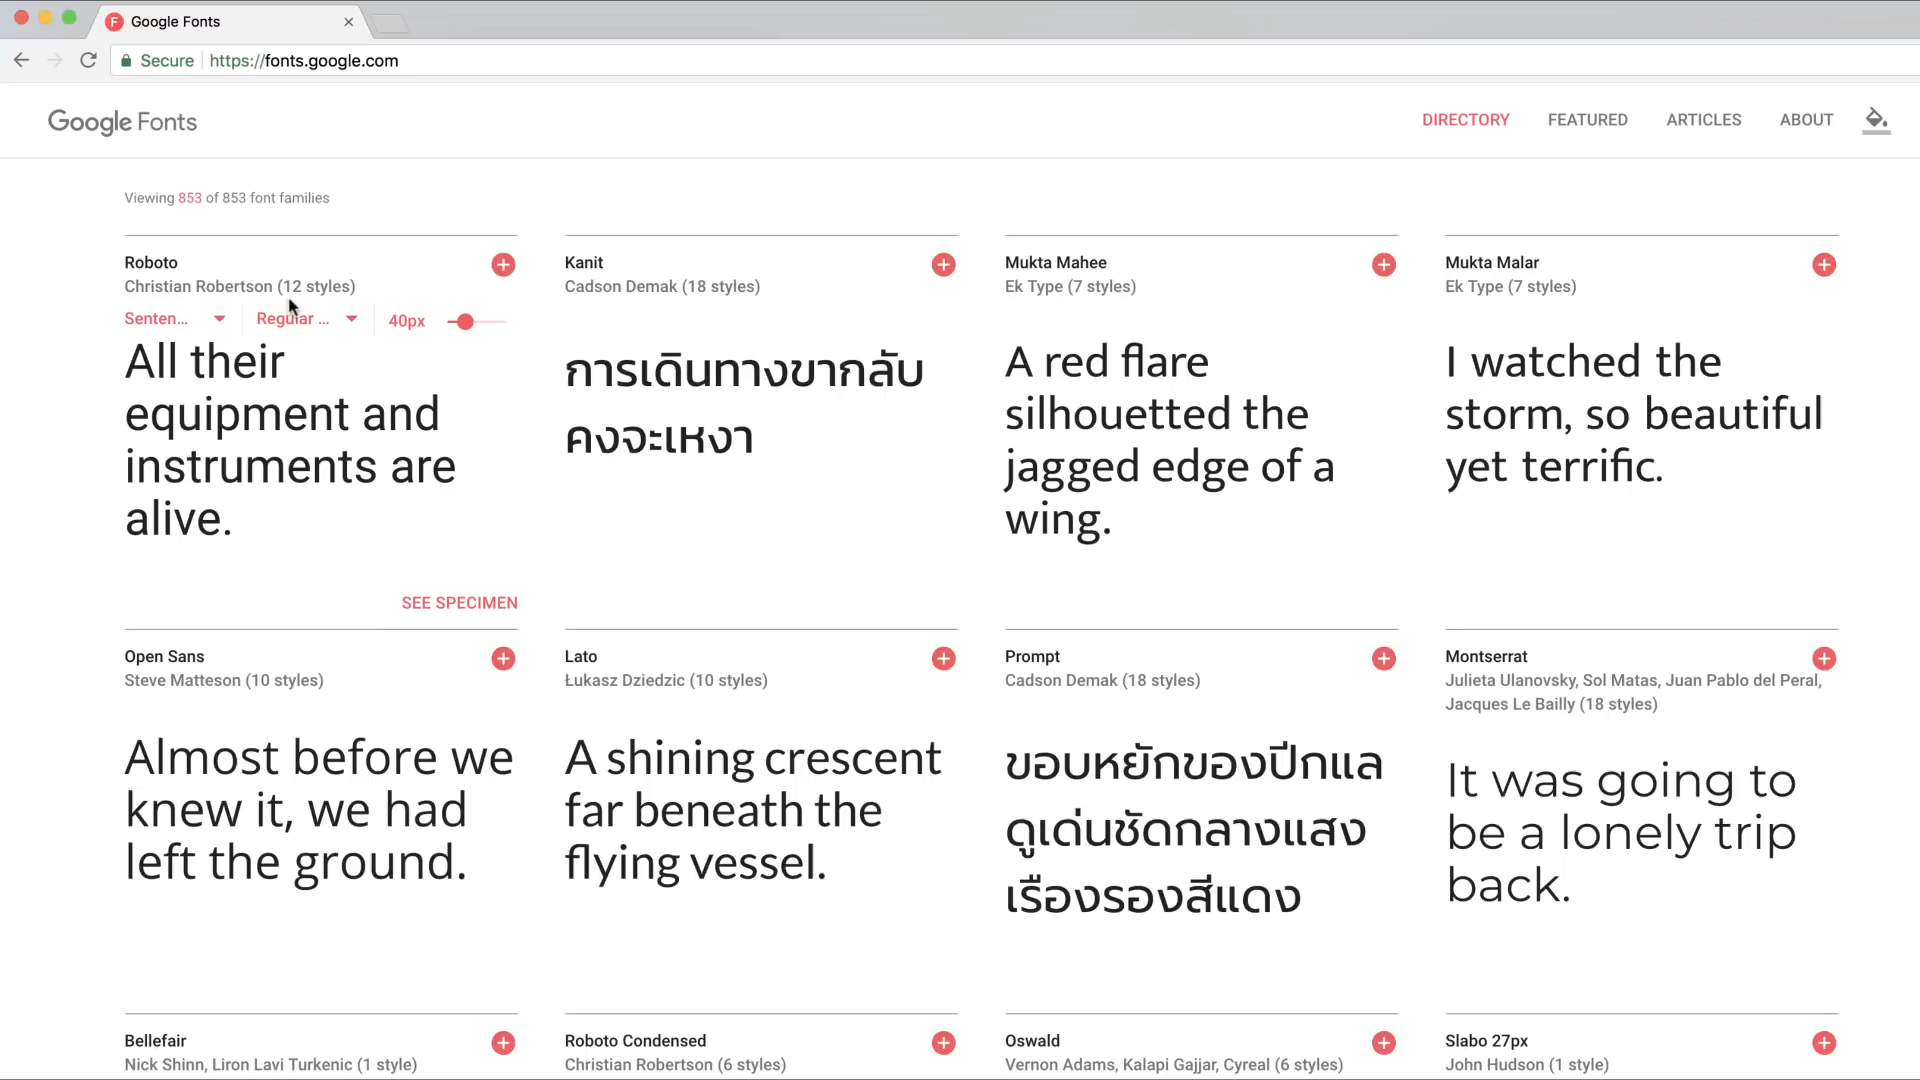 Google Fonts
Secure https://fonts.google.com
Google Fonts
DIRECTORY FEATURED ARTICLES ABOUT
Viewing 853 of 853 font families
Roboto
Christian Robertson (12 styles)
Senten... Regular ... 40px
All their
equipment and
instruments are
alive.
SEE SPECIMEN
Kanit
Cadson Demak (18 styles)
การเดินทางขากลับ
คงจะเหงา
Mukta Mahee
Ek Type (7 styles)
A red flare
silhouetted the
jagged edge of a
wing.
Mukta Malar
Ek Type (7 styles)
I watched the
storm, so beautiful
yet terrific.
Open Sans
Steve Matteson (10 styles)
Almost before we
knew it, we had
left the ground.
Lato
Łukasz Dziedzic (10 styles)
A shining crescent
far beneath the
flying vessel.
Prompt
Cadson Demak (18 styles)
ขอบหยักของปีกแล
ดูเด่นชัดกลางแสง
เรืองรองสีแดง
Montserrat
Julieta Ulanovsky, Sol Matas, Juan Pablo del Peral,
Jacques Le Bailly (18 styles)
It was going to
be a lonely trip
back.
Bellefair
Nick Shinn, Liron Lavi Turkenic (1 style)
Roboto Condensed
Christian Robertson (6 styles)
Oswald
Vernon Adams, Kalapi Gajjar, Cyreal (6 styles)
Slabo 27px
John Hudson (1 style)